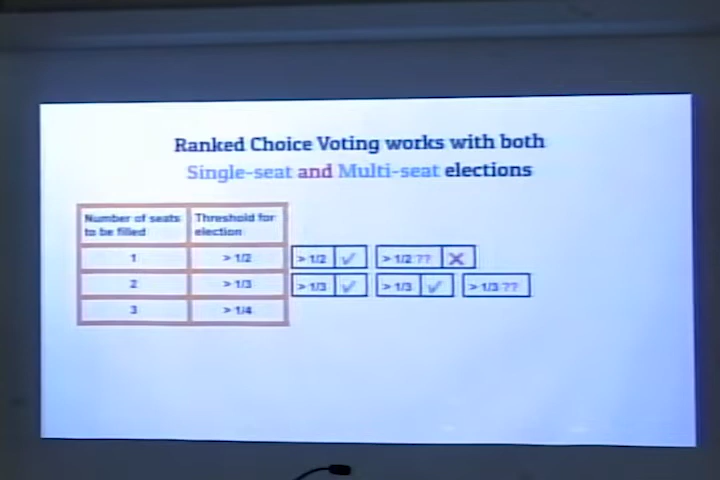 Ranked Choice Voting works with both
Single-seat and Multi-seat elections
Number of seats to be filled
Threshold for election
1 > 1/2 > 1/2 ✓ > 1/2 ?? ✗
2 > 1/3 > 1/3 ✓ > 1/3 ✓ > 1/3 ??
3 > 1/4